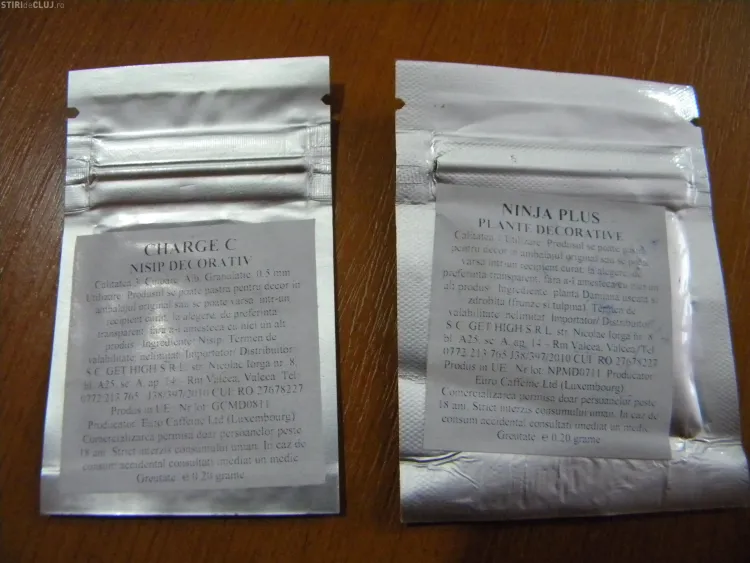 STIRIdeCLUJ.ro
CHARGE C
NISIP DECORATIV
Calitatea 3 Culoare Alb Granulatie 0.5 mm
Utilizare Produsul se poate pastra pentru decor in
ambalajul original sau se poate varsa intr-un
recipient curat, la alegere, de preferinta
transparent, fara a-l amesteca cu nici un alt
produs Ingrediente Nisip. Termen de
valabilitate nelimitat Importator/ Distribuitor
S.C. GET HIGH S.R.L. str. Nicolae Iorga nr. 8,
bl. A25, sc. A, ap. 14 - Rm Valcea, Valcea/Tel.
0772 213 765 J38/397/2010 CUI: RO 27678227
Produs in UE Nr lot GCMD0811
Producator: Euro Caffeine Ltd (Luxembourg)
Comercializarea permisa doar persoanelor peste
18 ani. Strict interzis consumului uman. In caz de
consum accidental consultati imediat un medic
Greutate e 0.20 grame
NINJA PLUS
PLANTE DECORATIVE
Calitatea Utilizare Produsul se poate
pentru decor in ambalajul original sau se poate
varsa intr-un recipient curat, la alegere, de
preferinta transparent, fara a-l amesteca cu nici un
alt produs Ingrediente planta Damiana uscata si
zdrobita (frunze si tulpina) Termen de
valabilitate nelimitat Importator/ Distribuitor
S.C. GET HIGH S.R.L. str. Nicolae Iorga nr. 8
bl. A25, sc. A, ap. 14 - Rm Valcea, Valcea/Tel
0772 213 765 J38/397/2010 CUI RO 27678227
Produs in UE Nr lot NPMD0711 Producator:
Euro Caffeine Ltd (Luxembourg)
Comercializarea permisa doar persoanelor peste
18 ani. Strict interzis consumului uman. In caz de
consum accidental consultati imediat un medic
Greutate e 0.20 grame